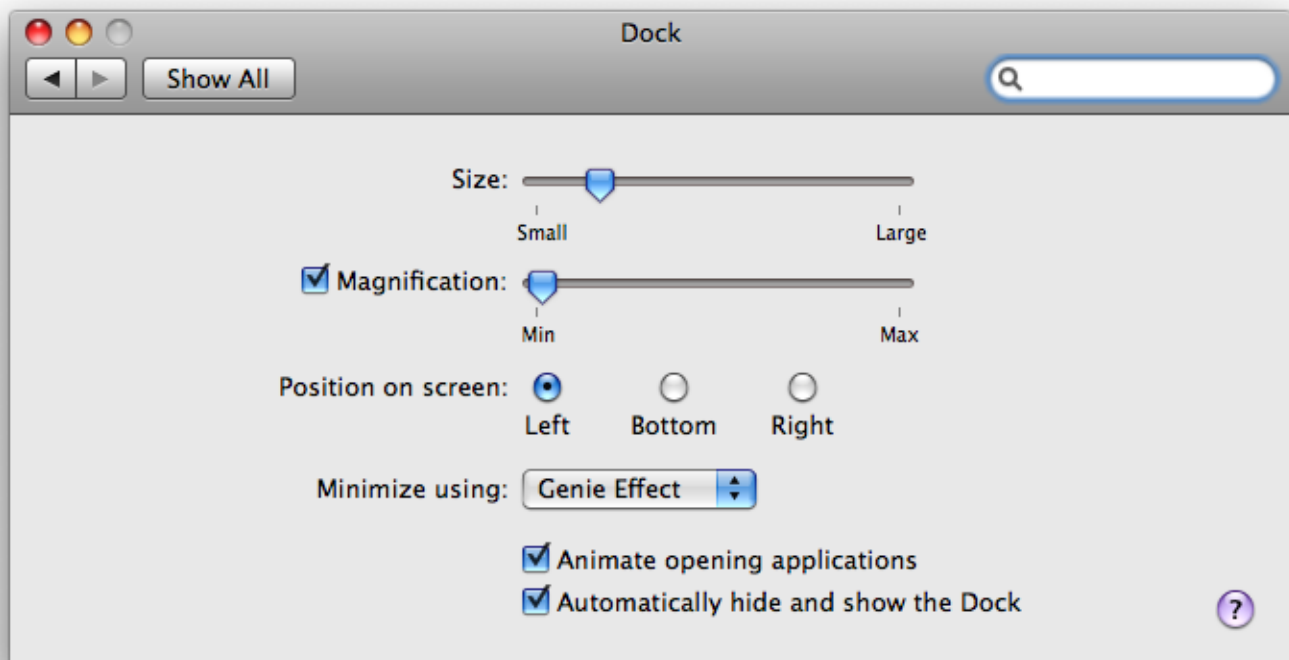 Dock
Show All
Size:
Small Large
Magnification:
Min Max
Position on screen:
Left Bottom Right
Minimize using: Genie Effect
Animate opening applications
Automatically hide and show the Dock
?